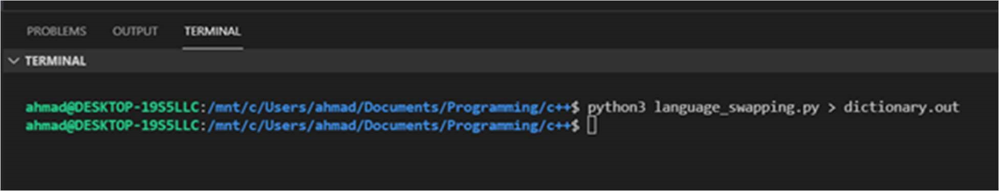 PROBLEMS OUTPUT TERMINAL
TERMINAL
ahmad@DESKTOP-19S5LLC:/mnt/c/Users/ahmad/Documents/Programming/c++$ python3 language_swapping.py > dictionary.out
ahmad@DESKTOP-19S5LLC:/mnt/c/Users/ahmad/Documents/Programming/c++$